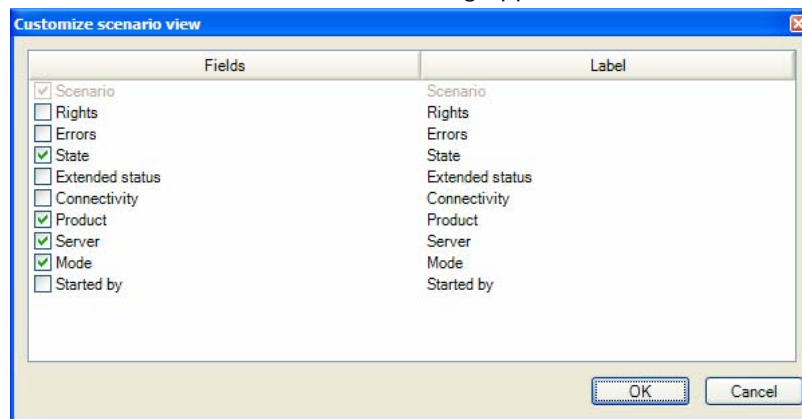 Customize scenario view
Fields Label
Scenario Scenario
Rights Rights
Errors Errors
State State
Extended status Extended status
Connectivity Connectivity
Product Product
Server Server
Mode Mode
Started by Started by
OK Cancel